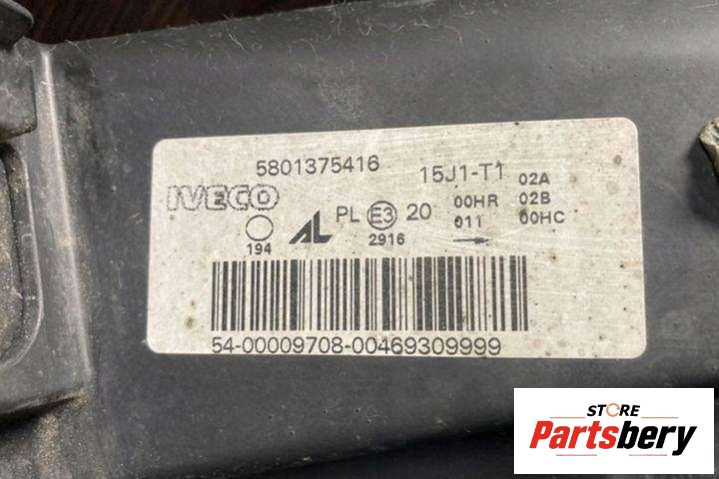 5801375416 15J1-T1 02A
IVECO 00HR 02B
PL E3 20 011 00HC
194 AL 2916
54-00009708-00469309999
STORE
Partsbery